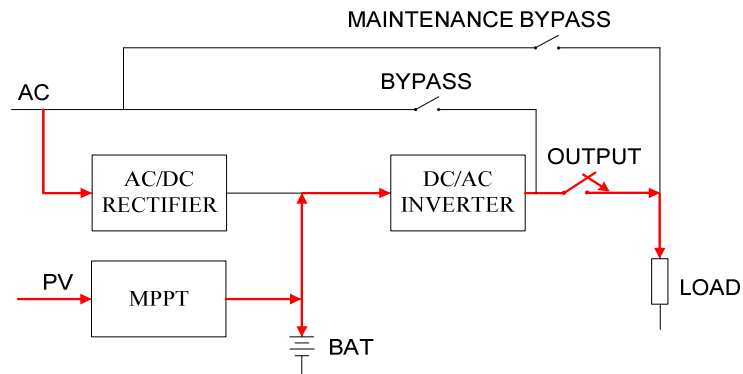 MAINTENANCE BYPASS
AC
BYPASS
AC/DC
RECTIFIER
DC/AC
INVERTER
OUTPUT
PV
MPPT
LOAD
BAT